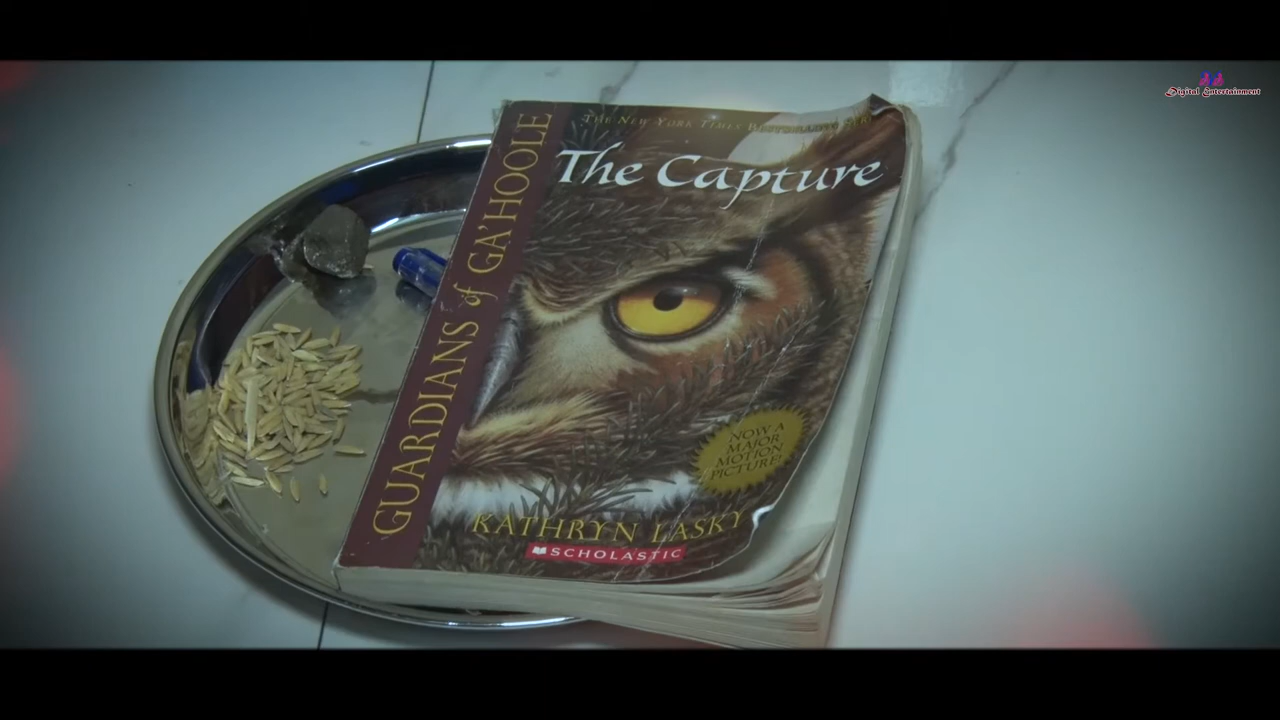 Digital Entertainment
THE NEW YORK TIMES BESTSELLING
The Capture
GUARDIANS of GA'HOOLE
NOW A
MAJOR
MOTION
PICTURE!
KATHRYN LASKY
SCHOLASTIC